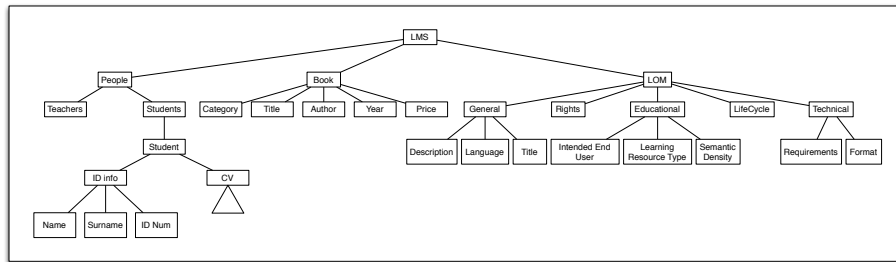 LMS
People
Book
LOM
Teachers
Students
Category
Title
Author
Year
Price
General
Rights
Educational
LifeCycle
Technical
Student
Description
Language
Title
Intended End
User
Learning
Resource Type
Semantic
Density
Requirements
Format
ID info
CV
Name
Surname
ID Num